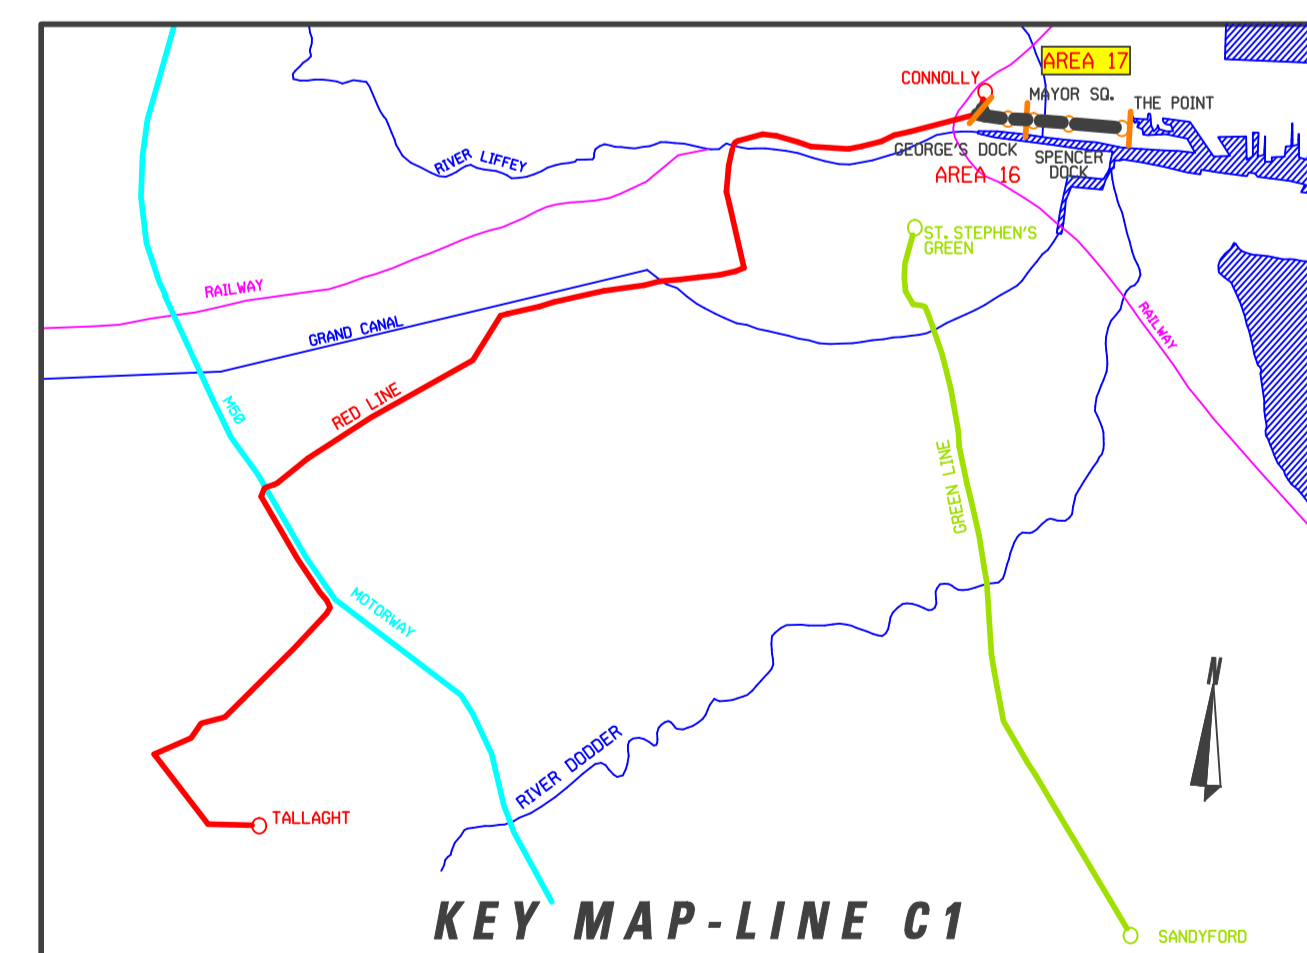 AREA 17
CONNOLLY
MAYOR SQ.
THE POINT
GEORGE'S DOCK
SPENCER
DOCK
AREA 16
RIVER LIFFEY
ST. STEPHEN'S
GREEN
RAILWAY
RAILWAY
GRAND CANAL
RED LINE
M50
GREEN LINE
MOTORWAY
N
RIVER DODDER
TALLAGHT
KEY MAP-LINE C1
SANDYFORD